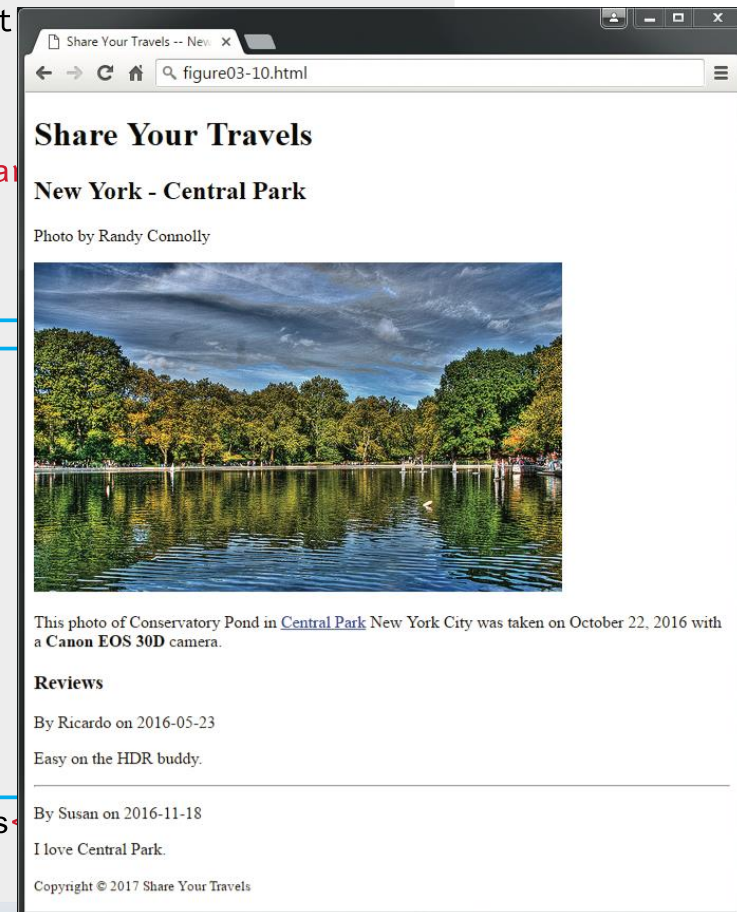 t
Share Your Travels -- New
figure03-10.html
Share Your Travels
ar
New York - Central Park
Photo by Randy Connolly
This photo of Conservatory Pond in Central Park New York City was taken on October 22, 2016 with
a Canon EOS 30D camera.
Reviews
By Ricardo on 2016-05-23
Easy on the HDR buddy.
By Susan on 2016-11-18
s
I love Central Park.
Copyright © 2017 Share Your Travels